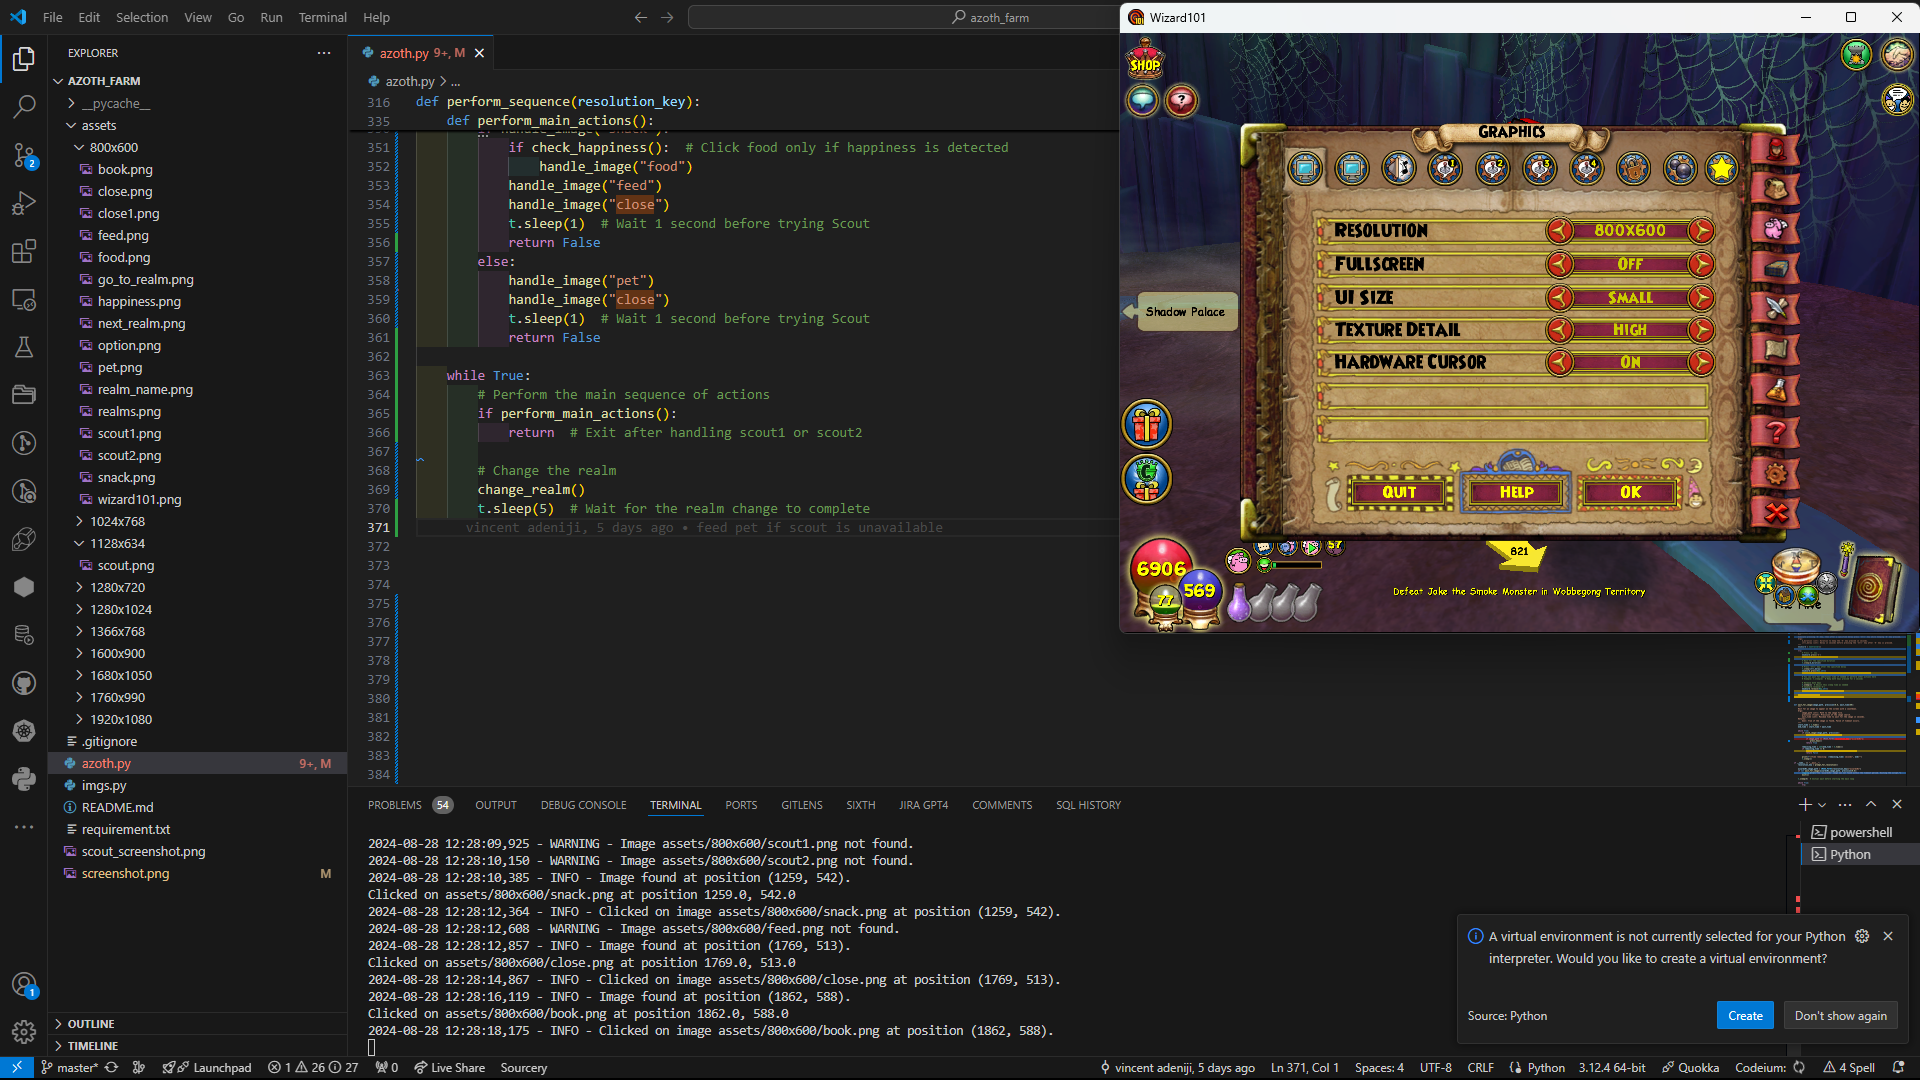 File Edit Selection View Go Run Terminal Help
azoth_farm
Wizard101
EXPLORER
AZOTH_FARM
__pycache__
assets
800x600
book.png
close.png
close1.png
feed.png
food.png
go_to_realm.png
happiness.png
next_realm.png
option.png
pet.png
realm_name.png
realms.png
scout1.png
scout2.png
snack.png
wizard101.png
1024x768
1128x634
scout.png
1280x720
1280x1024
1366x768
1600x900
1680x1050
1760x990
1920x1080
.gitignore
azoth.py 9+, M
imgs.py
README.md
requirement.txt
scout_screenshot.png
screenshot.png M
OUTLINE
TIMELINE
azoth.py 9+, M
azoth.py > ...
316 def perform_sequence(resolution_key):
335 def perform_main_actions():
351 if check_happiness():  # Click food only if happiness is detected
352 handle_image("food")
353 handle_image("feed")
354 handle_image("close")
355 t.sleep(1)  # Wait 1 second before trying Scout
356 return False
357 else:
358 handle_image("pet")
359 handle_image("close")
360 t.sleep(1)  # Wait 1 second before trying Scout
361 return False
362
363 while True:
364 # Perform the main sequence of actions
365 if perform_main_actions():
366 return  # Exit after handling scout1 or scout2
367
368 # Change the realm
369 change_realm()
370 t.sleep(5)  # Wait for the realm change to complete
371 vincent adeniji, 5 days ago • feed pet if scout is unavailable
372
373
374
375
376
377
378
379
380
381
382
383
384
SHOP
GRAPHICS
1 2 3 4
RESOLUTION 800X600
FULLSCREEN OFF
UI SIZE SMALL
TEXTURE DETAIL HIGH
HARDWARE CURSOR ON
QUIT HELP OK
Shadow Palace
6906
569
77
57
821
Defeat Jake the Smoke Monster in Wobbegong Territory
PROBLEMS 54 OUTPUT DEBUG CONSOLE TERMINAL PORTS GITLENS SIXTH JIRA GPT4 COMMENTS SQL HISTORY
2024-08-28 12:28:09,925 - WARNING - Image assets/800x600/scout1.png not found.
2024-08-28 12:28:10,150 - WARNING - Image assets/800x600/scout2.png not found.
2024-08-28 12:28:10,385 - INFO - Image found at position (1259, 542).
Clicked on assets/800x600/snack.png at position 1259.0, 542.0
2024-08-28 12:28:12,364 - INFO - Clicked on image assets/800x600/snack.png at position (1259, 542).
2024-08-28 12:28:12,608 - WARNING - Image assets/800x600/feed.png not found.
2024-08-28 12:28:12,857 - INFO - Image found at position (1769, 513).
Clicked on assets/800x600/close.png at position 1769.0, 513.0
2024-08-28 12:28:14,867 - INFO - Clicked on image assets/800x600/close.png at position (1769, 513).
2024-08-28 12:28:16,119 - INFO - Image found at position (1862, 588).
Clicked on assets/800x600/book.png at position 1862.0, 588.0
2024-08-28 12:28:18,175 - INFO - Clicked on image assets/800x600/book.png at position (1862, 588).
powershell
Python
A virtual environment is not currently selected for your Python
interpreter. Would you like to create a virtual environment?
Source: Python
Create
Don't show again
master* Launchpad 1 26 27 0 Live Share Sourcery
vincent adeniji, 5 days ago Ln 371, Col 1 Spaces: 4 UTF-8 CRLF Python 3.12.4 64-bit Quokka Codeium: 4 Spell